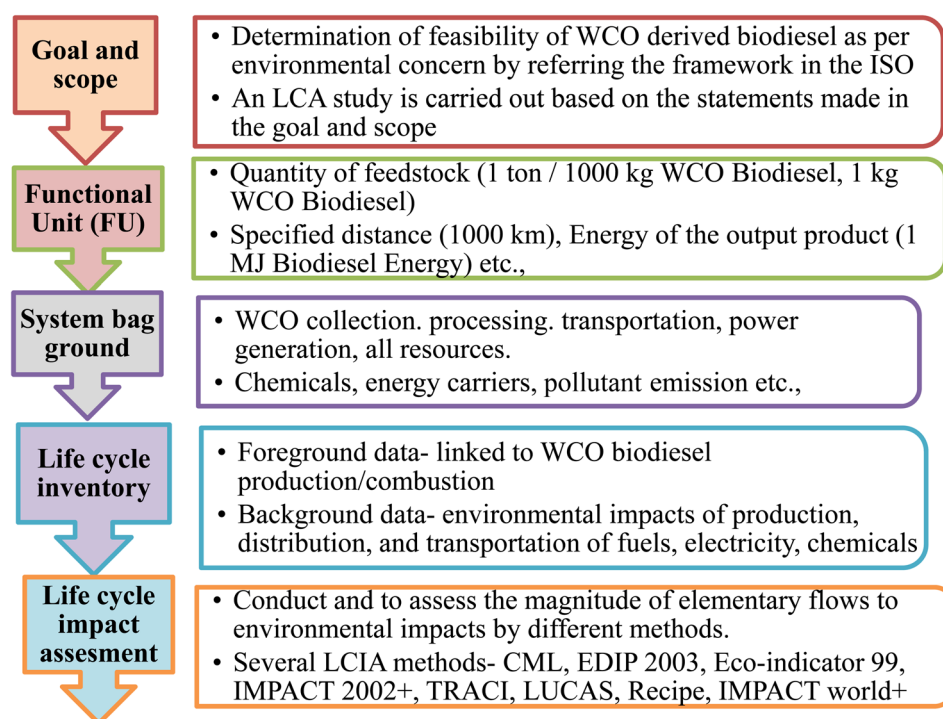 Goal and
scope
• Determination of feasibility of WCO derived biodiesel as per
environmental concern by referring the framework in the ISO
• An LCA study is carried out based on the statements made in
the goal and scope
Functional
Unit (FU)
• Quantity of feedstock (1 ton / 1000 kg WCO Biodiesel, 1 kg
WCO Biodiesel)
• Specified distance (1000 km), Energy of the output product (1
MJ Biodiesel Energy) etc.,
System bag
ground
• WCO collection. processing. transportation, power
generation, all resources.
• Chemicals, energy carriers, pollutant emission etc.,
Life cycle
inventory
• Foreground data- linked to WCO biodiesel
production/combustion
• Background data- environmental impacts of production,
distribution, and transportation of fuels, electricity, chemicals
Life cycle
impact
assesment
• Conduct and to assess the magnitude of elementary flows to
environmental impacts by different methods.
• Several LCIA methods- CML, EDIP 2003, Eco-indicator 99,
IMPACT 2002+, TRACI, LUCAS, Recipe, IMPACT world+